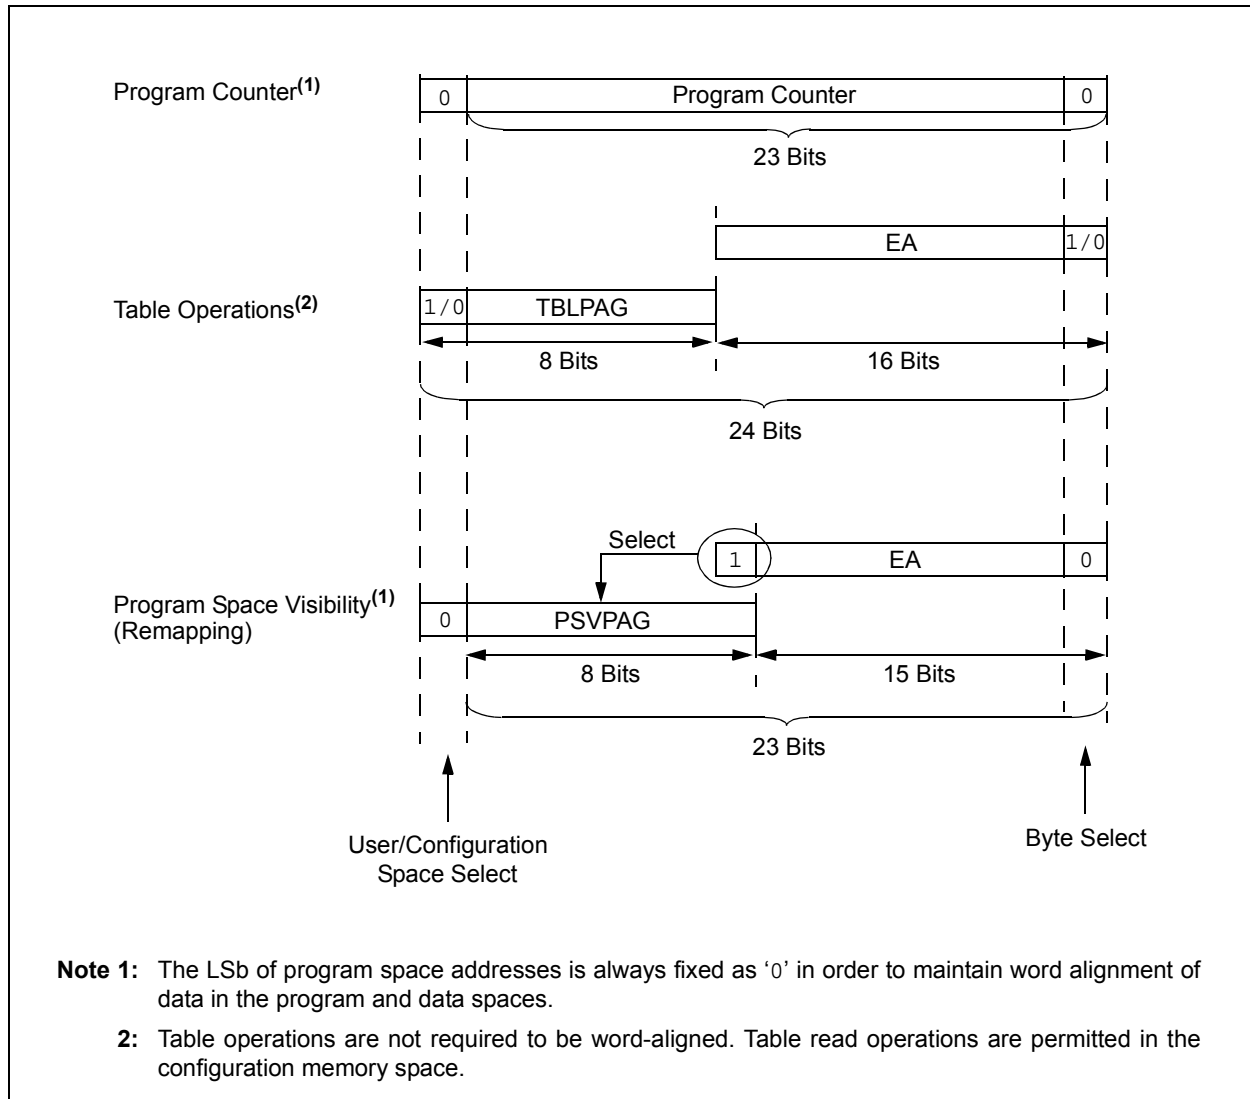 Program Counter(1)
0
Program Counter
0
23 Bits
EA
1/0
Table Operations(2)
1/0
TBLPAG
8 Bits
16 Bits
24 Bits
Select
1
EA
0
Program Space Visibility(1)
(Remapping)
0
PSVPAG
8 Bits
15 Bits
23 Bits
User/Configuration
Space Select
Byte Select
Note 1: The LSb of program space addresses is always fixed as ‘0’ in order to maintain word alignment of
data in the program and data spaces.
2: Table operations are not required to be word-aligned. Table read operations are permitted in the
configuration memory space.